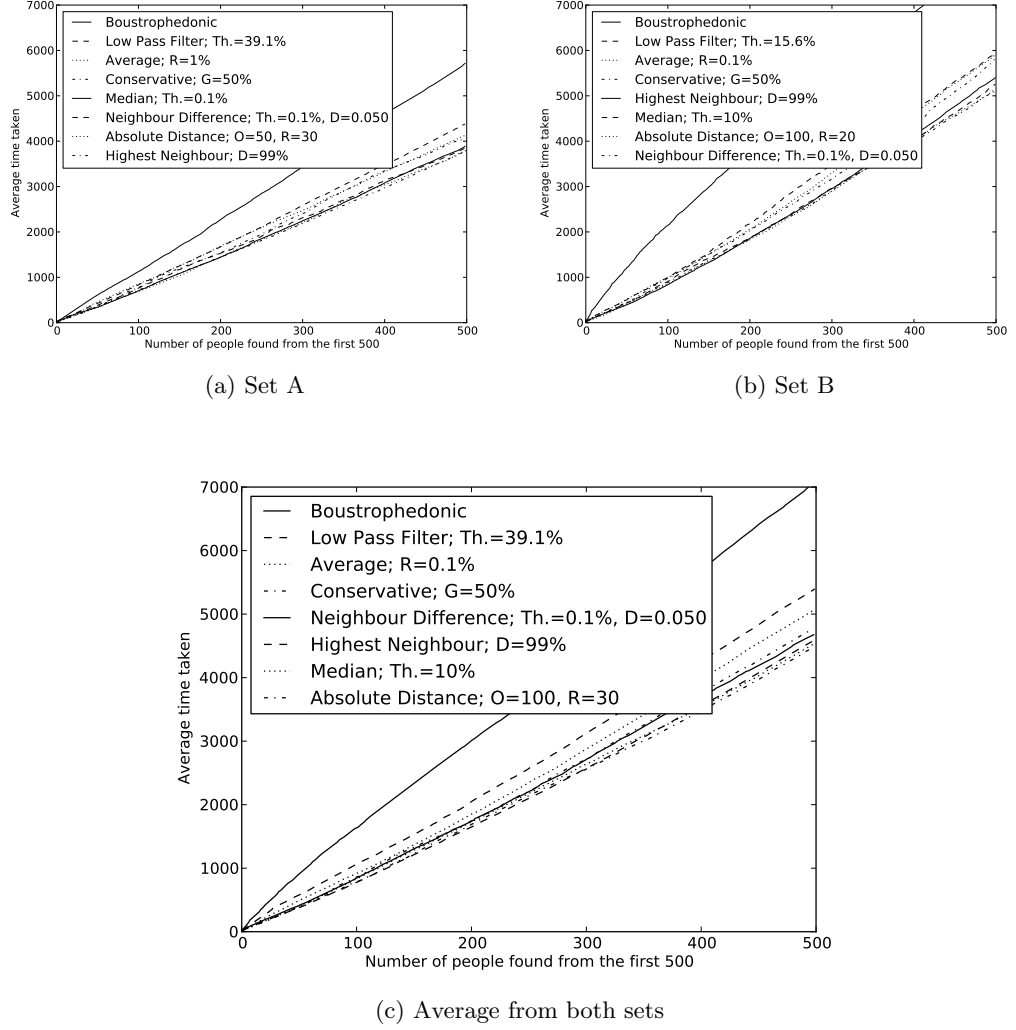 7000
6000
5000
4000
3000
2000
1000
0
Average time taken
Boustrophedonic
Low Pass Filter; Th.=39.1%
Average; R=1%
Conservative; G=50%
Median; Th.=0.1%
Neighbour Difference; Th.=0.1%, D=0.050
Absolute Distance; O=50, R=30
Highest Neighbour; D=99%
0 100 200 300 400 500
Number of people found from the first 500
(a) Set A
7000
6000
5000
4000
3000
2000
1000
0
Average time taken
Boustrophedonic
Low Pass Filter; Th.=15.6%
Average; R=0.1%
Conservative; G=50%
Highest Neighbour; D=99%
Median; Th.=10%
Absolute Distance; O=100, R=20
Neighbour Difference; Th.=0.1%, D=0.050
0 100 200 300 400 500
Number of people found from the first 500
(b) Set B
7000
6000
5000
4000
3000
2000
1000
0
Average time taken
Boustrophedonic
Low Pass Filter; Th.=39.1%
Average; R=0.1%
Conservative; G=50%
Neighbour Difference; Th.=0.1%, D=0.050
Highest Neighbour; D=99%
Median; Th.=10%
Absolute Distance; O=100, R=30
0 100 200 300 400 500
Number of people found from the first 500
(c) Average from both sets